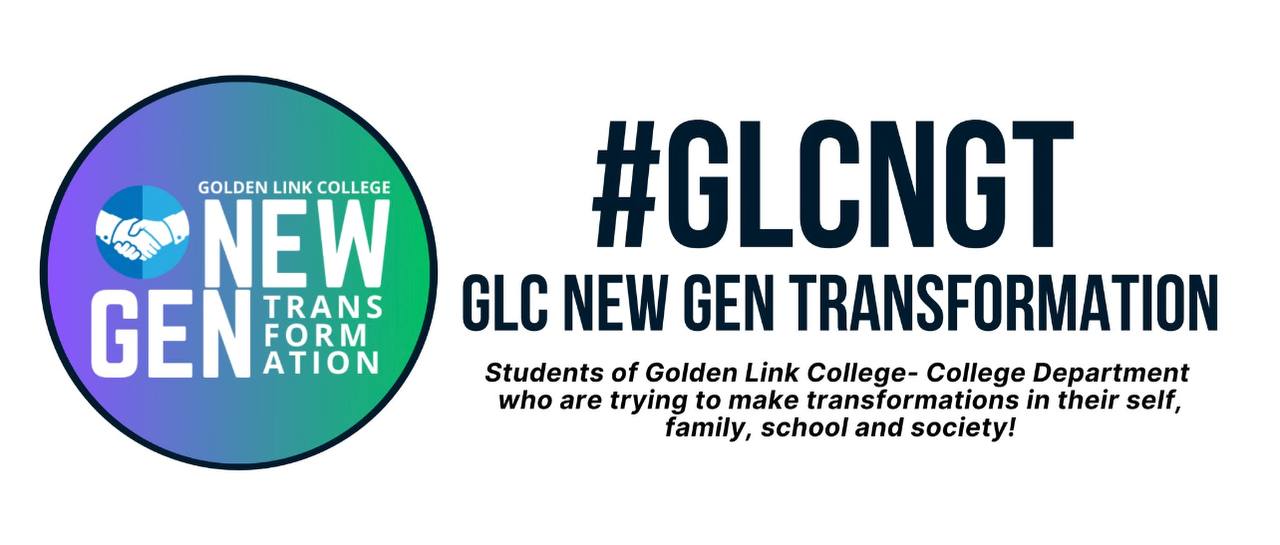 GOLDEN LINK COLLEGE
NEW
GEN
TRANS
FORM
ATION
#GLCNGT
GLC NEW GEN TRANSFORMATION
Students of Golden Link College- College Department
who are trying to make transformations in their self,
family, school and society!